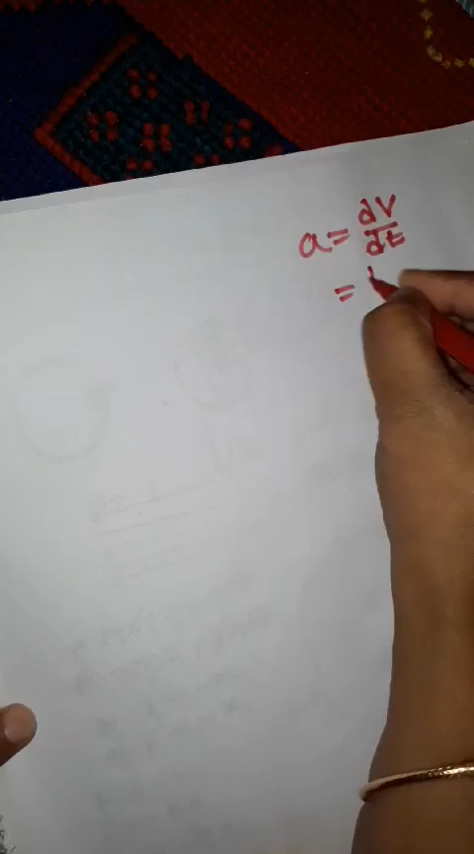 a = dv/dt
=